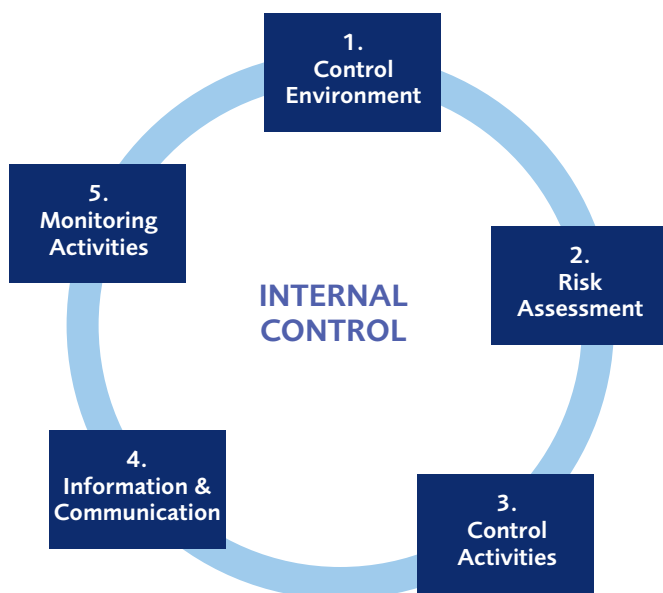 1.
Control
Environment
2.
Risk
Assessment
3.
Control
Activities
4.
Information &
Communication
5.
Monitoring
Activities
INTERNAL
CONTROL